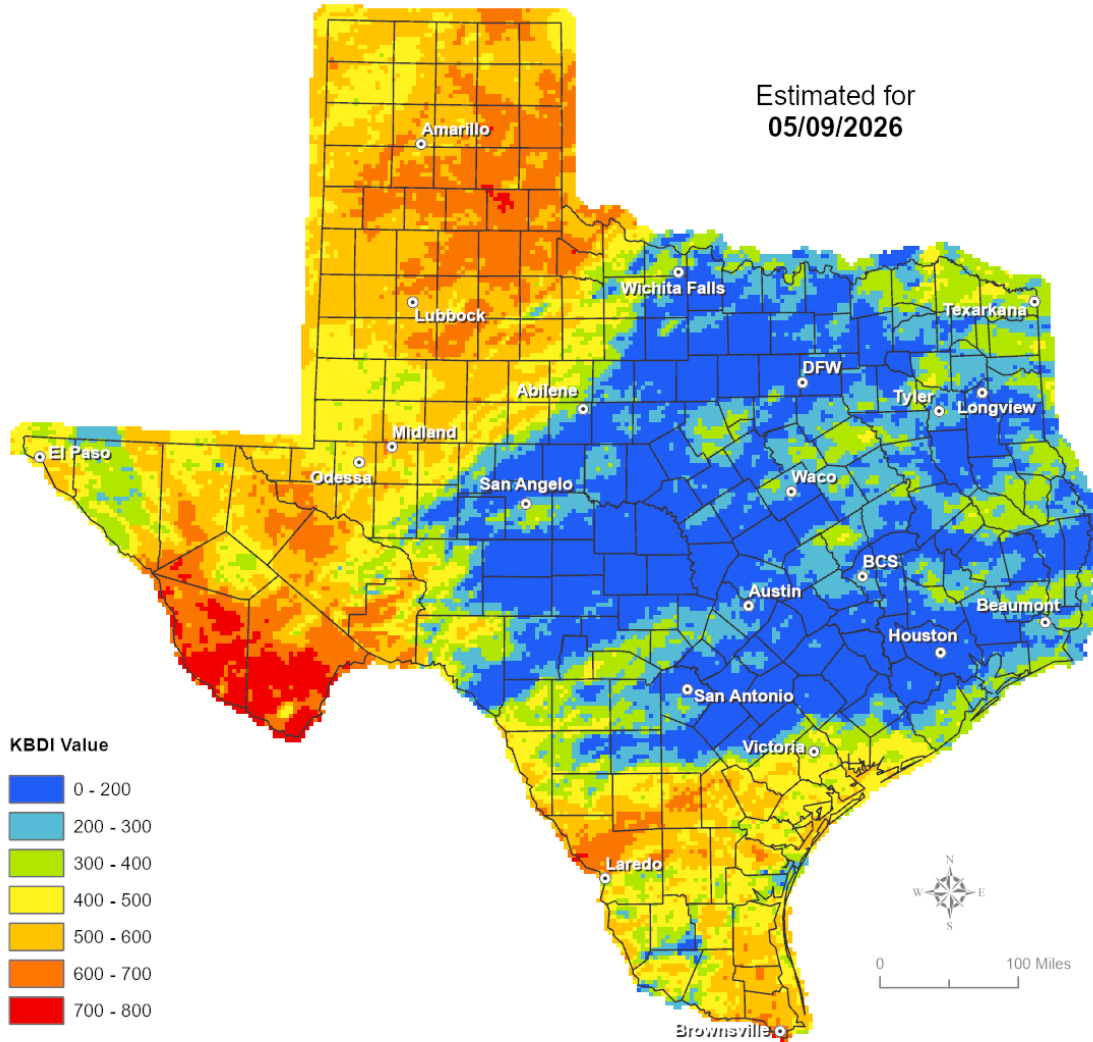 Estimated for
05/09/2026
Amarillo
Wichita Falls
Lubbock
Texarkana
DFW
Abilene
Tyler
Longview
Midland
El Paso
Odessa
San Angelo
Waco
BCS
Austin
Beaumont
Houston
San Antonio
Victoria
Laredo
Brownsville
KBDI Value
0 - 200
200 - 300
300 - 400
400 - 500
500 - 600
600 - 700
700 - 800
N
W
E
S
0
100 Miles